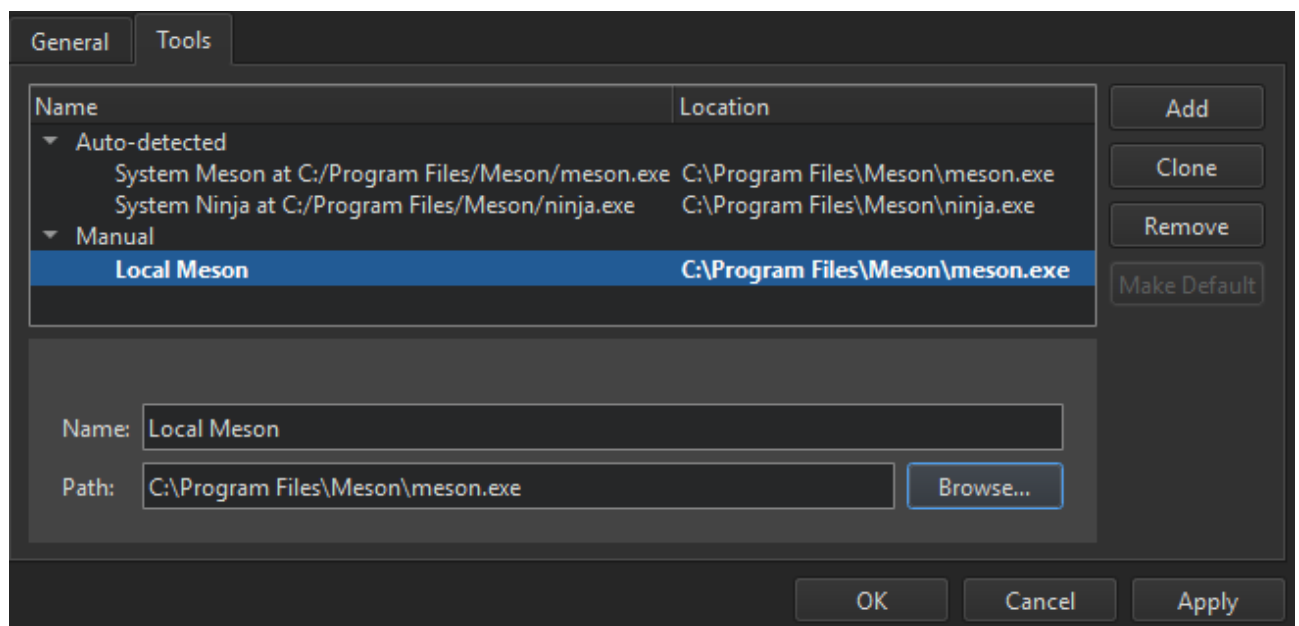 General Tools
Name Location Add
Auto-detected
System Meson at C:/Program Files/Meson/meson.exe C:\Program Files\Meson\meson.exe Clone
System Ninja at C:/Program Files/Meson/ninja.exe C:\Program Files\Meson\ninja.exe
Manual Remove
Local Meson C:\Program Files\Meson\meson.exe
Make Default
Name: Local Meson
Path: C:\Program Files\Meson\meson.exe Browse...
OK Cancel Apply